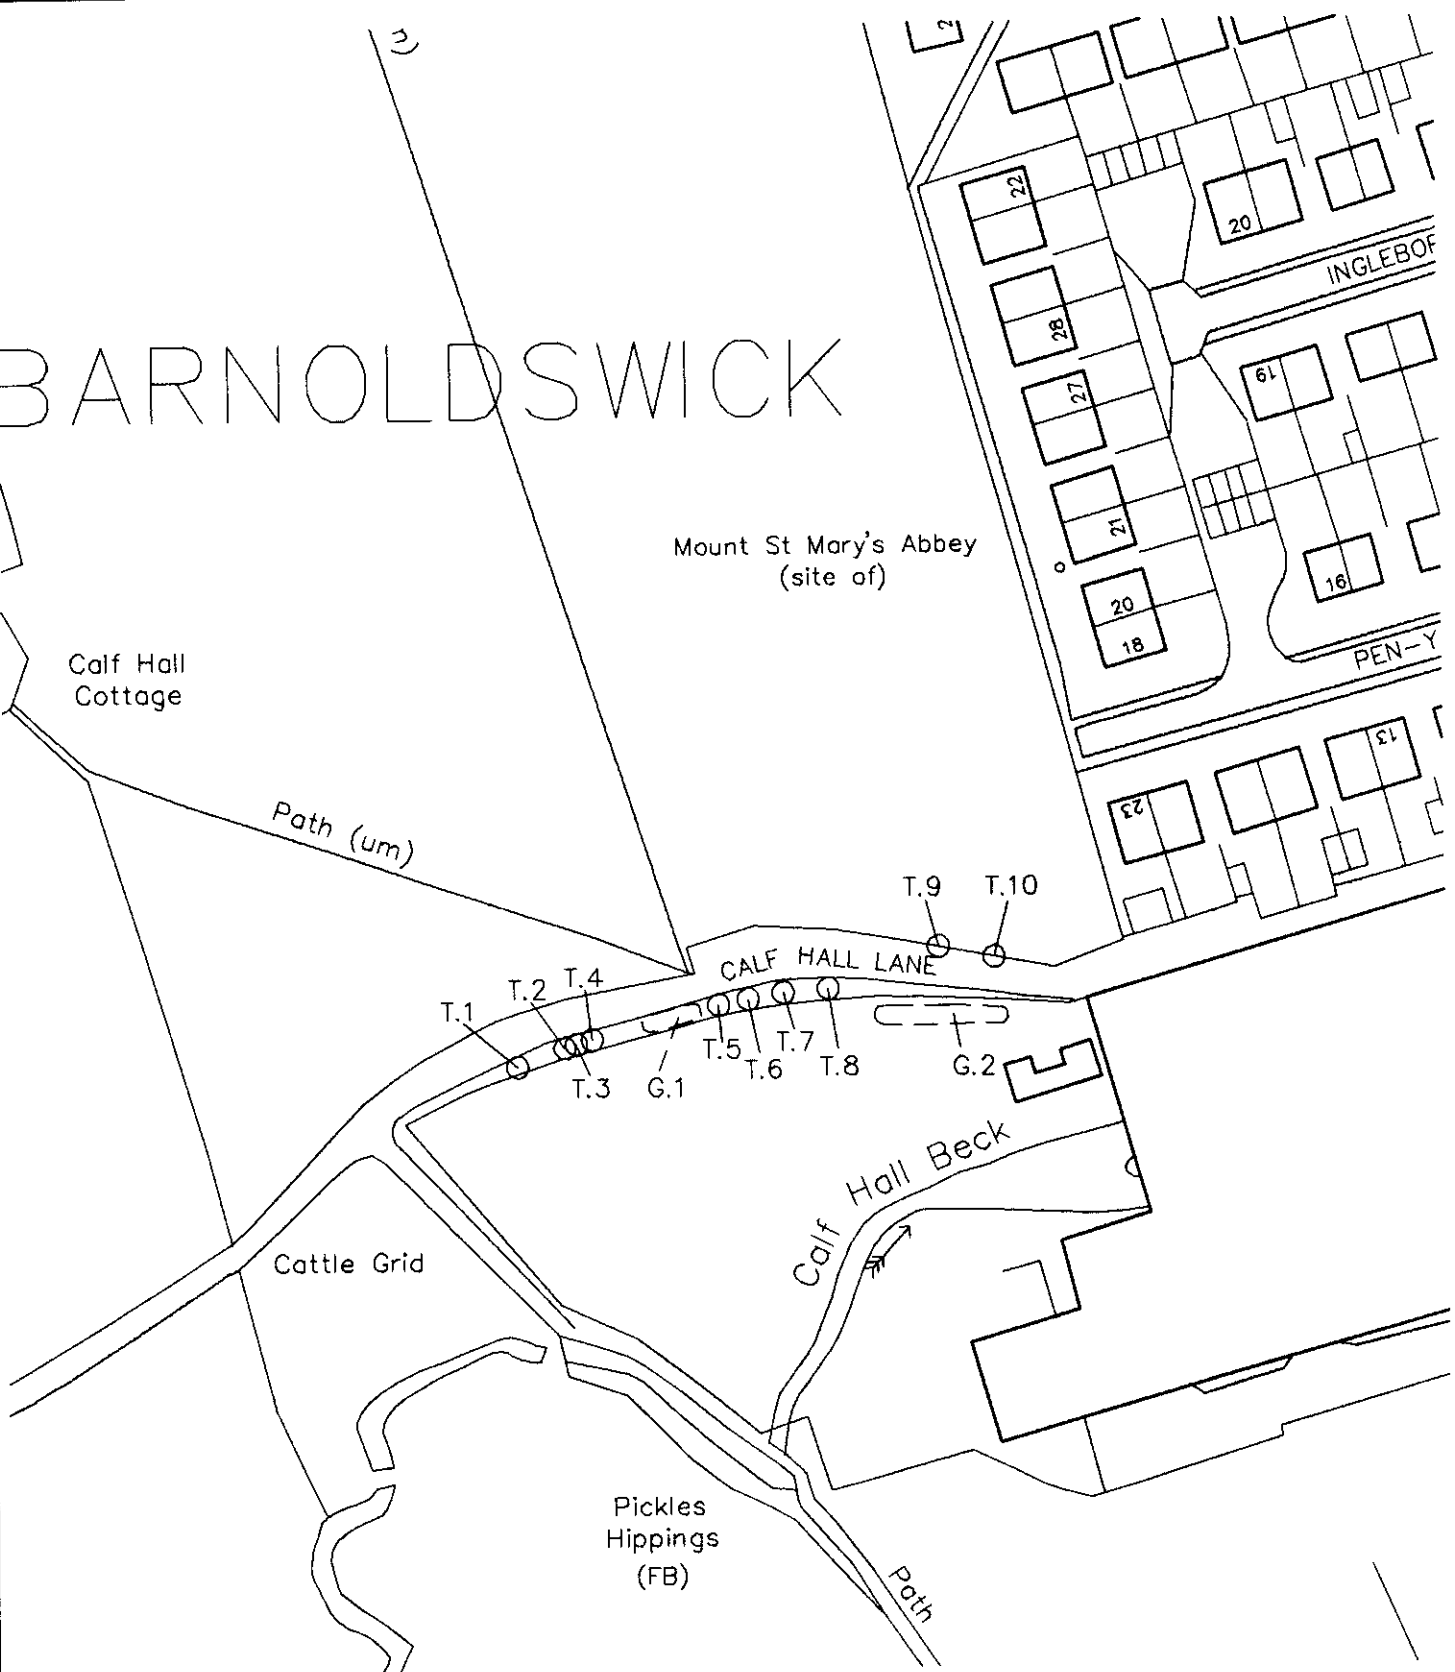 22
20
INGLEBOR
28
BARNOLDSWICK
19
27
21
Mount St Mary's Abbey
(site of)
16
20
18
PEN-Y
Calf Hall
Cottage
13
23
Path (um)
T.9
T.10
CALF HALL LANE
T.4
T.2
T.1
T.5
T.7
T.8
T.6
G.2
T.3
G.1
Calf Hall Beck
Cattle Grid
Pickles
Hippings
(FB)
Path